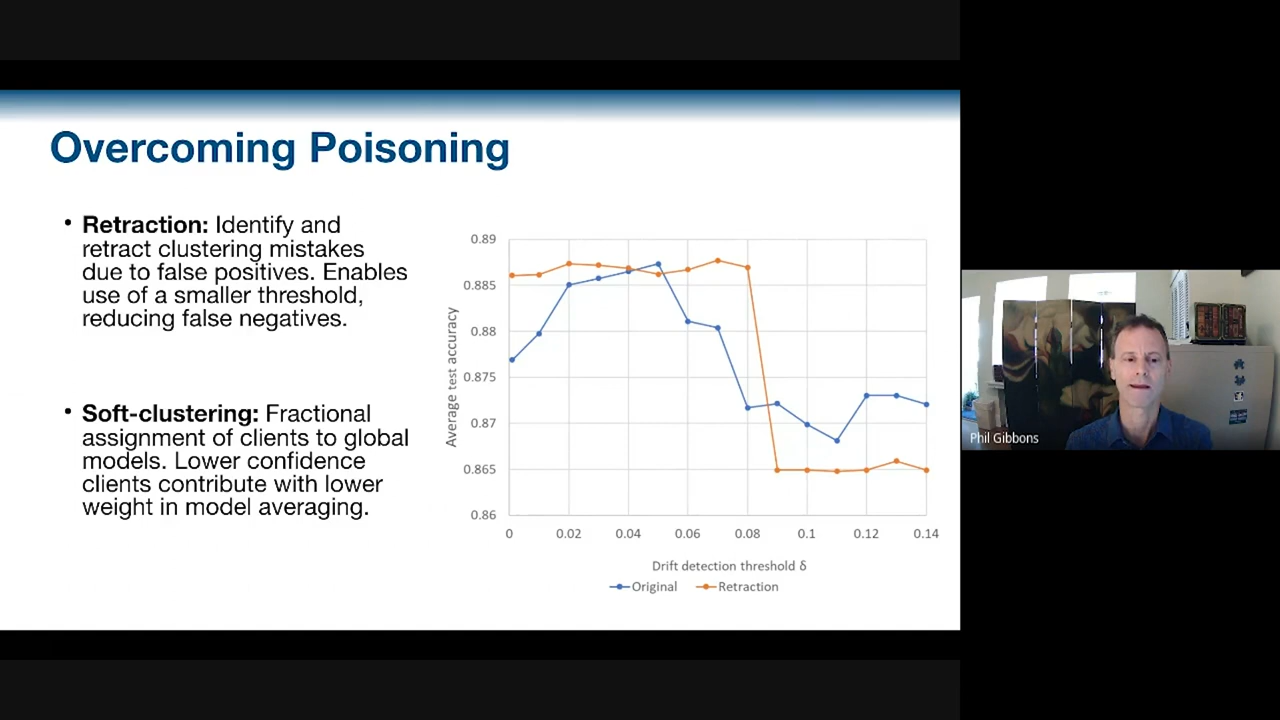 Overcoming Poisoning
• Retraction: Identify and
retract clustering mistakes
due to false positives. Enables
use of a smaller threshold,
reducing false negatives.
• Soft-clustering: Fractional
assignment of clients to global
models. Lower confidence
clients contribute with lower
weight in model averaging.
Average test accuracy
0.89
0.885
0.88
0.875
0.87
0.865
0.86
0 0.02 0.04 0.06 0.08 0.1 0.12 0.14
Drift detection threshold δ
Original Retraction
Phil Gibbons